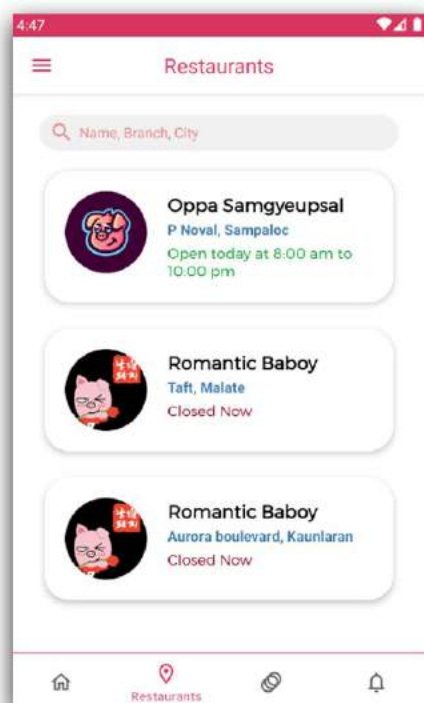 4:47
Restaurants
Name, Branch, City
Oppa Samgyeupsal
P Noval, Sampaloc
Open today at 8:00 am to
10:00 pm
Romantic Baboy
Taft, Malate
Closed Now
Romantic Baboy
Aurora boulevard, Kaunlaran
Closed Now
Restaurants